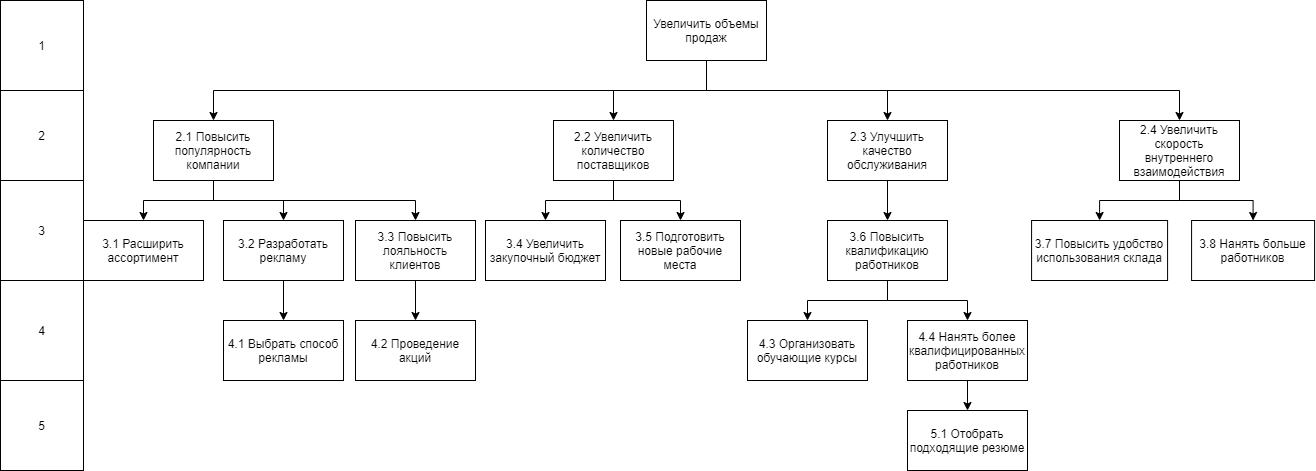 1
Увеличить объемы
продаж
2
2.1 Повысить
популярность
компании
2.2 Увеличить
количество
поставщиков
2.3 Улучшить
качество
обслуживания
2.4 Увеличить
скорость
внутреннего
взаимодействия
3
3.1 Расширить
ассортимент
3.2 Разработать
рекламу
3.3 Повысить
лояльность
клиентов
3.4 Увеличить
закупочный бюджет
3.5 Подготовить
новые рабочие
места
3.6 Повысить
квалификацию
работников
3.7 Повысить удобство
использования склада
3.8 Нанять больше
работников
4
4.1 Выбрать способ
рекламы
4.2 Проведение
акций
4.3 Организовать
обучающие курсы
4.4 Нанять более
квалифицированных
работников
5
5.1 Отобрать
подходящие резюме